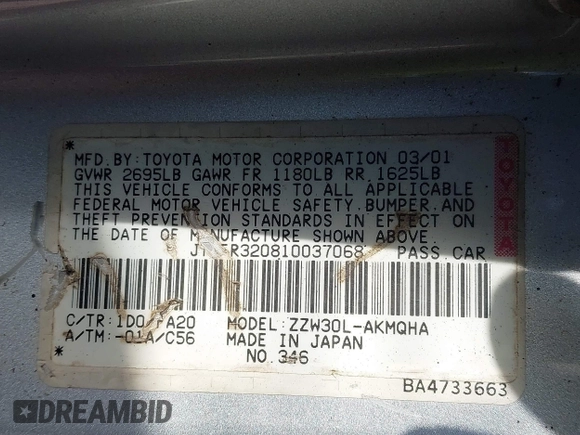 MFD.BY:TOYOTA MOTOR CORPORATION 03/01
GVWR 2695LB GAWR FR 1180LB RR 1625LB
THIS VEHICLE CONFORMS TO ALL APPLICABLE
FEDERAL MOTOR VEHICLE SAFETY.BUMPER.AND
THEFT PREVENTION STANDARDS IN EFFECT ON
THE DATE OF MANUFACTURE SHOWN ABOVE.
PASS.CAR
C/TR:
MODEL:ZZW30L-AKMQHA
A/TM:-01A/C56
MADE IN JAPAN
NO.346
BA4733663
TOYOTA
DREAMBID